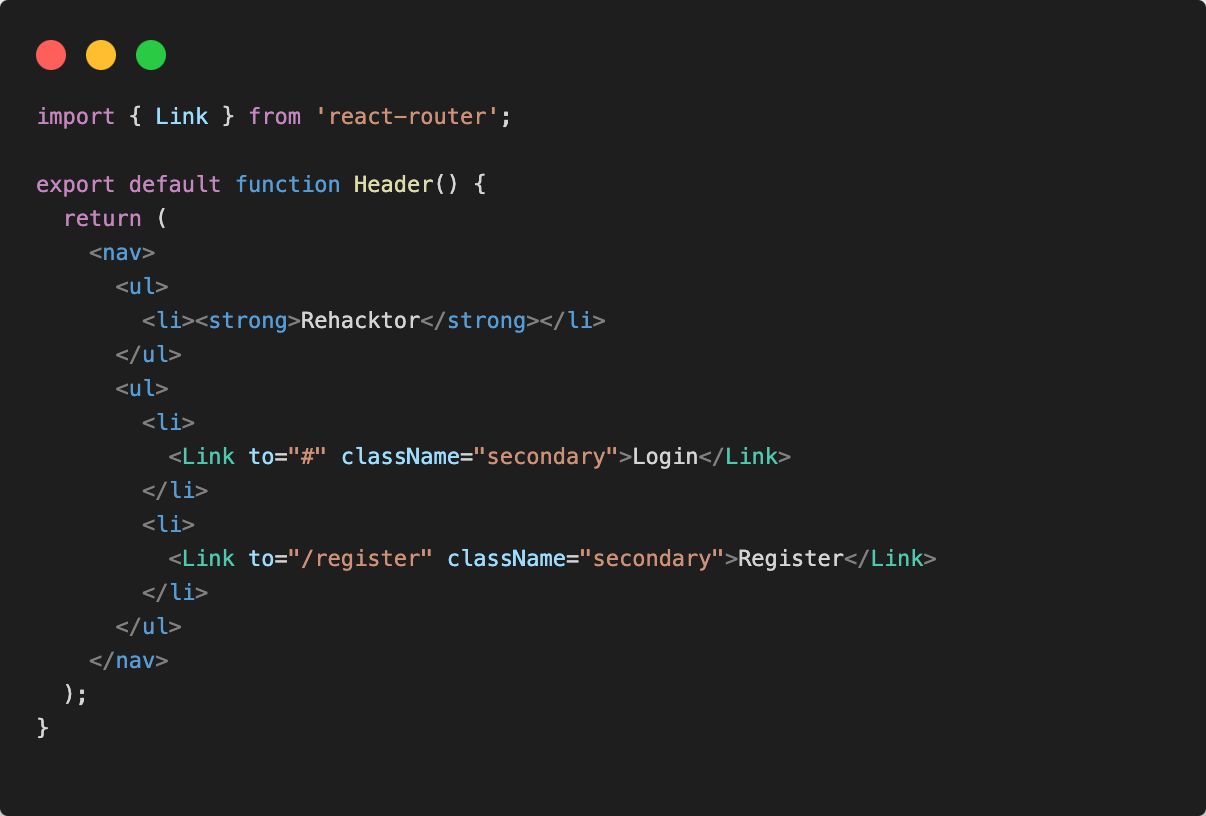 import { Link } from 'react-router';

export default function Header() {
  return (
    <nav>
      <ul>
        <li><strong>Rehacktor</strong></li>
      </ul>
      <ul>
        <li>
          <Link to="#" className="secondary">Login</Link>
        </li>
        <li>
          <Link to="/register" className="secondary">Register</Link>
        </li>
      </ul>
    </nav>
  );
}